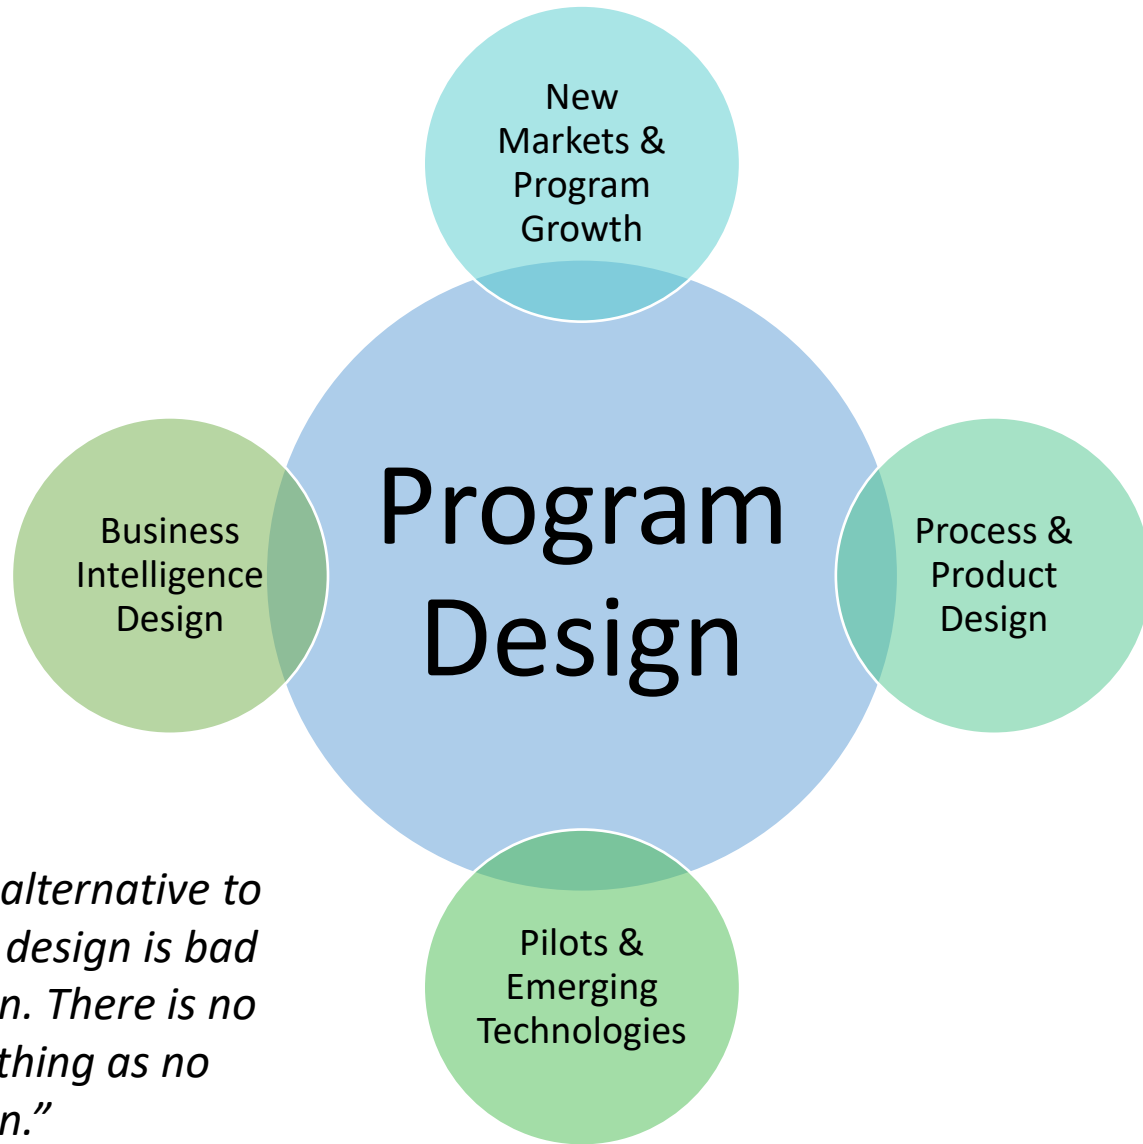 New
Markets &
Program
Growth
Program
Design
Business
Intelligence
Design
Process &
Product
Design
Pilots &
Emerging
Technologies
alternative to
design is bad
n. There is no
thing as no
n.”